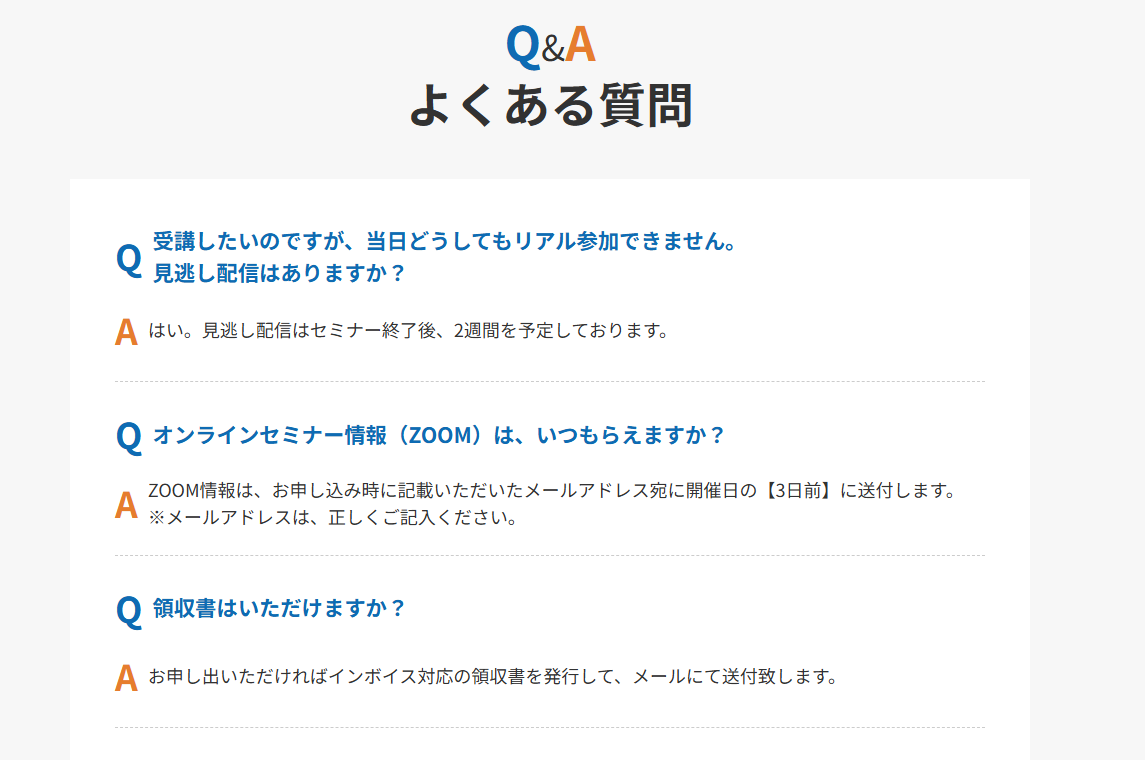 Q&A
よくある質問
Q 受講したいのですが、当日どうしてもリアル参加できません。
見逃し配信はありますか？
A はい。見逃し配信はセミナー終了後、2週間を予定しております。
Q オンラインセミナー情報（ZOOM）は、いつもらえますか？
A ZOOM情報は、お申し込み時に記載いただいたメールアドレス宛に開催日の【3日前】に送付します。
※メールアドレスは、正しくご記入ください。
Q 領収書はいただけますか？
A お申し出いただければインボイス対応の領収書を発行して、メールにて送付致します。